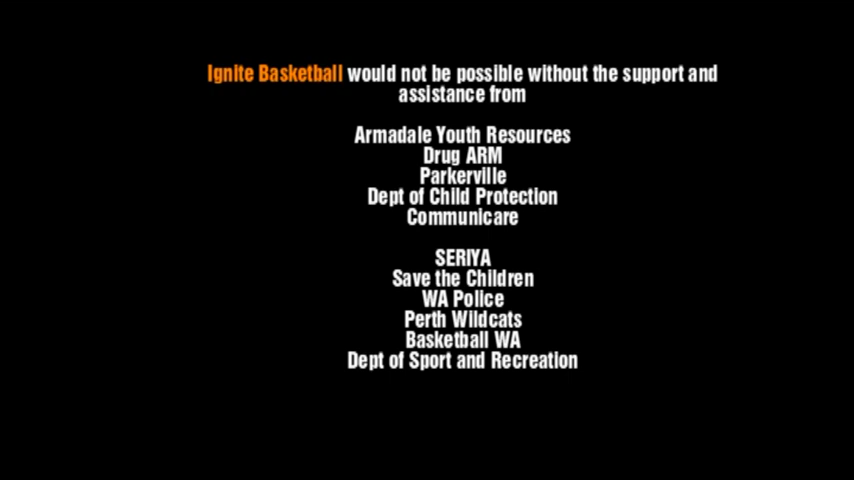 Ignite Basketball would not be possible without the support and
assistance from
Armadale Youth Resources
Drug ARM
Parkerville
Dept of Child Protection
Communicare
SERIYA
Save the Children
WA Police
Perth Wildcats
Basketball WA
Dept of Sport and Recreation